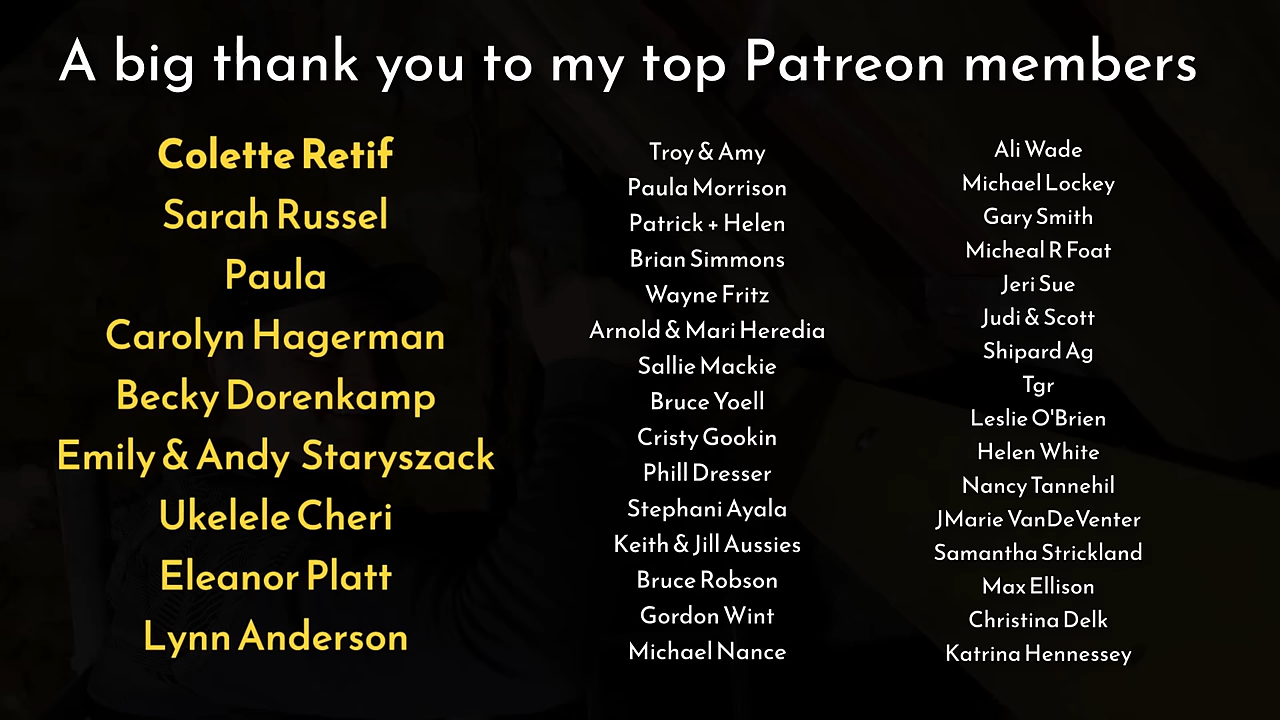 A big thank you to my top Patreon members
Colette Retif
Sarah Russel
Paula
Carolyn Hagerman
Becky Dorenkamp
Emily & Andy Staryszack
Ukelele Cheri
Eleanor Platt
Lynn Anderson
Troy & Amy
Paula Morrison
Patrick + Helen
Brian Simmons
Wayne Fritz
Arnold & Mari Heredia
Sallie Mackie
Bruce Yoell
Cristy Gookin
Phill Dresser
Stephani Ayala
Keith & Jill Aussies
Bruce Robson
Gordon Wint
Michael Nance
Ali Wade
Michael Lockey
Gary Smith
Micheal R Foat
Jeri Sue
Judi & Scott
Shipard Ag
Tgr
Leslie O'Brien
Helen White
Nancy Tannehil
JMarie VanDeVenter
Samantha Strickland
Max Ellison
Christina Delk
Katrina Hennessey